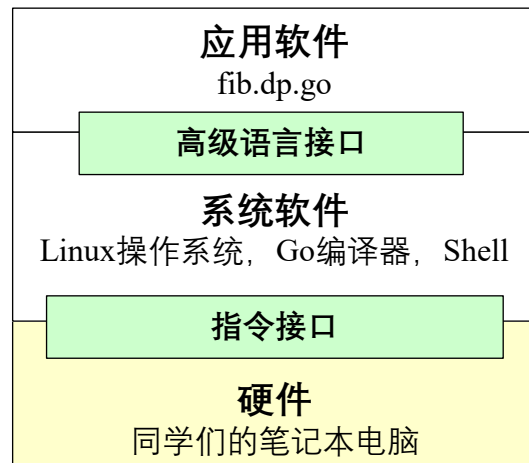 应用软件
fib.dp.go
高级语言接口
系统软件
Linux操作系统，Go编译器，Shell
指令接口
硬件
同学们的笔记本电脑